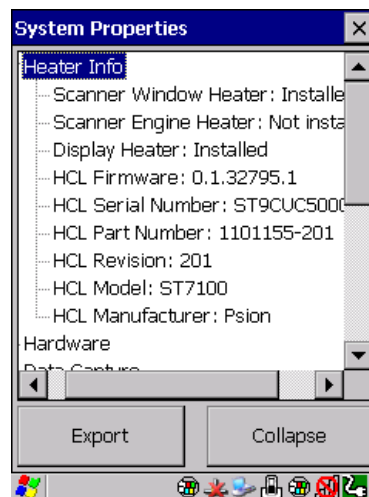 System Properties
Heater Info
Scanner Window Heater: Installe
Scanner Engine Heater: Not insta
Display Heater: Installed
HCL Firmware: 0.1.32795.1
HCL Serial Number: ST9CUC5000
HCL Part Number: 1101155-201
HCL Revision: 201
HCL Model: ST7100
HCL Manufacturer: Psion
Hardware
Data Capture
Export
Collapse